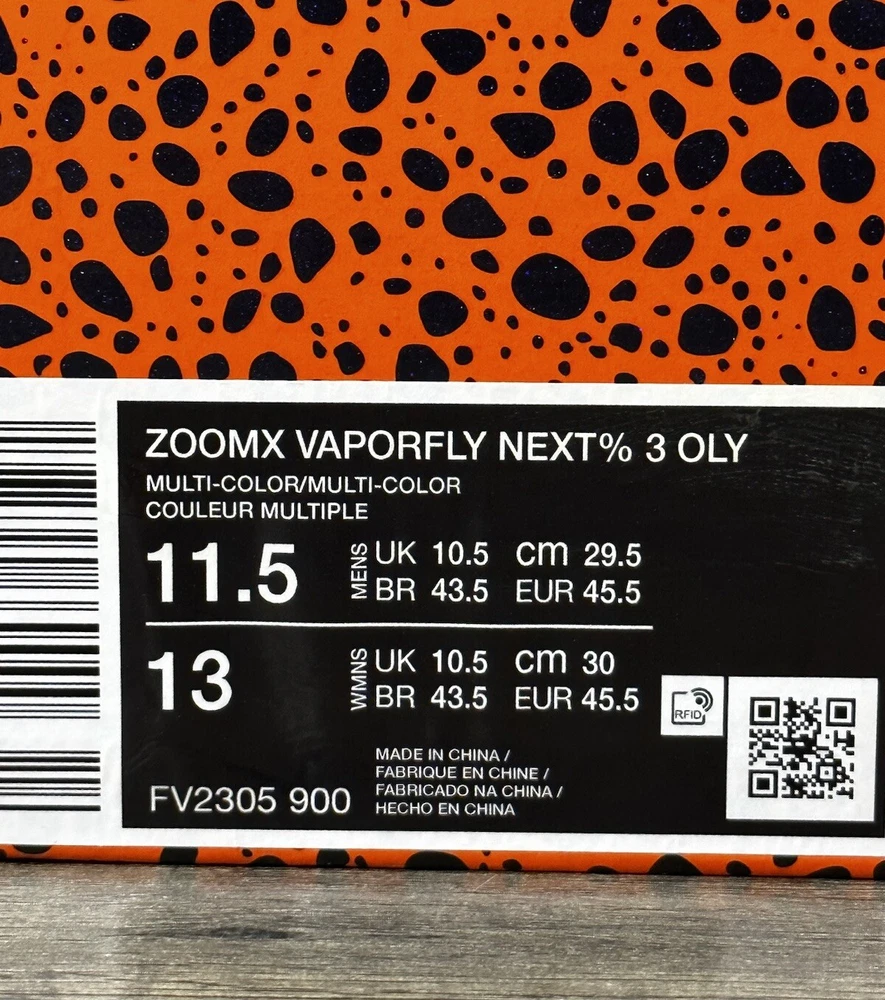 ZOOMX VAPORFLY NEXT% 3 OLY
MULTI-COLOR/MULTI-COLOR
COULEUR MULTIPLE
11.5 MENS UK 10.5 cm 29.5
BR 43.5 EUR 45.5
13 WMNS UK 10.5 cm 30
BR 43.5 EUR 45.5
RFID
MADE IN CHINA /
FABRIQUE EN CHINE /
FABRICADO NA CHINA /
HECHO EN CHINA
FV2305 900